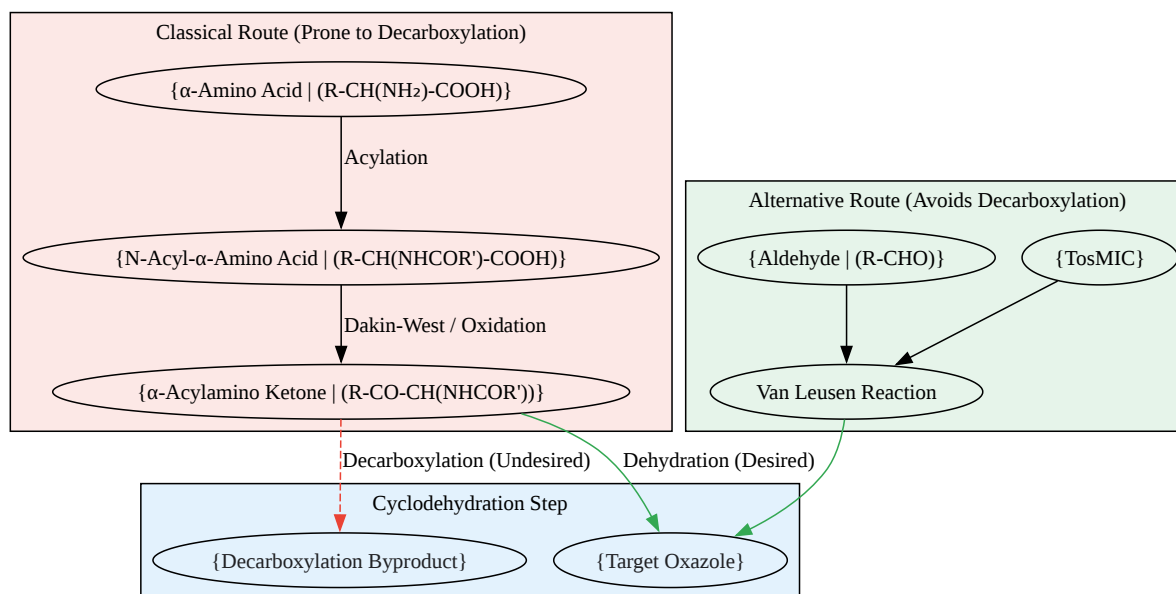 Classical Route (Prone to Decarboxylation)
{α-Amino Acid | (R-CH(NH₂)-COOH)}
Acylation
{N-Acyl-α-Amino Acid | (R-CH(NHCOR')-COOH)}
Dakin-West / Oxidation
{α-Acylamino Ketone | (R-CO-CH(NHCOR'))}
Alternative Route (Avoids Decarboxylation)
{Aldehyde | (R-CHO)}
{TosMIC}
Van Leusen Reaction
Decarboxylation (Undesired)
Dehydration (Desired)
Cyclodehydration Step
{Decarboxylation Byproduct}
{Target Oxazole}